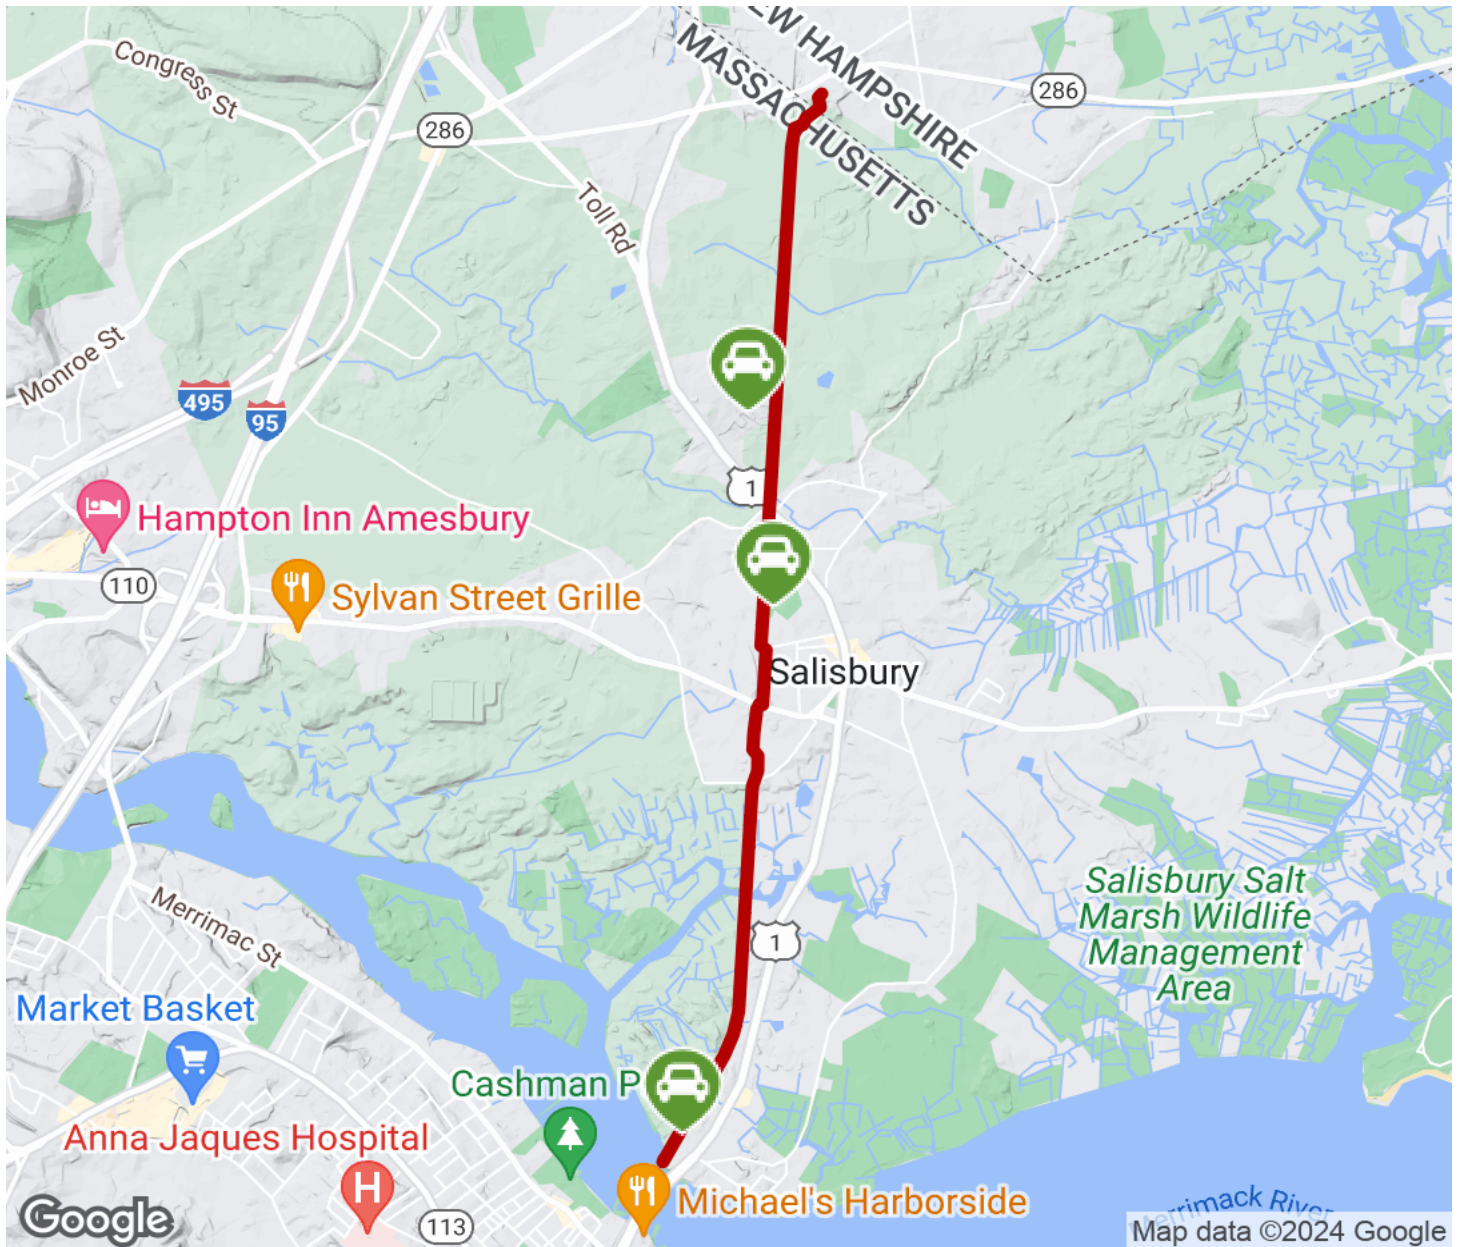 NEW HAMPSHIRE
MASSACHUSETTS
Congress St
286
286
Toll Rd
Monroe St
495
95
1
Hampton Inn Amesbury
110
Sylvan Street Grille
Salisbury
Merrimac St
1
Salisbury Salt
Marsh Wildlife
Management
Area
Market Basket
Cashman P
Anna Jaques Hospital
H
Michael's Harborside
113
Merrimack River
Google
Map data ©2024 Google